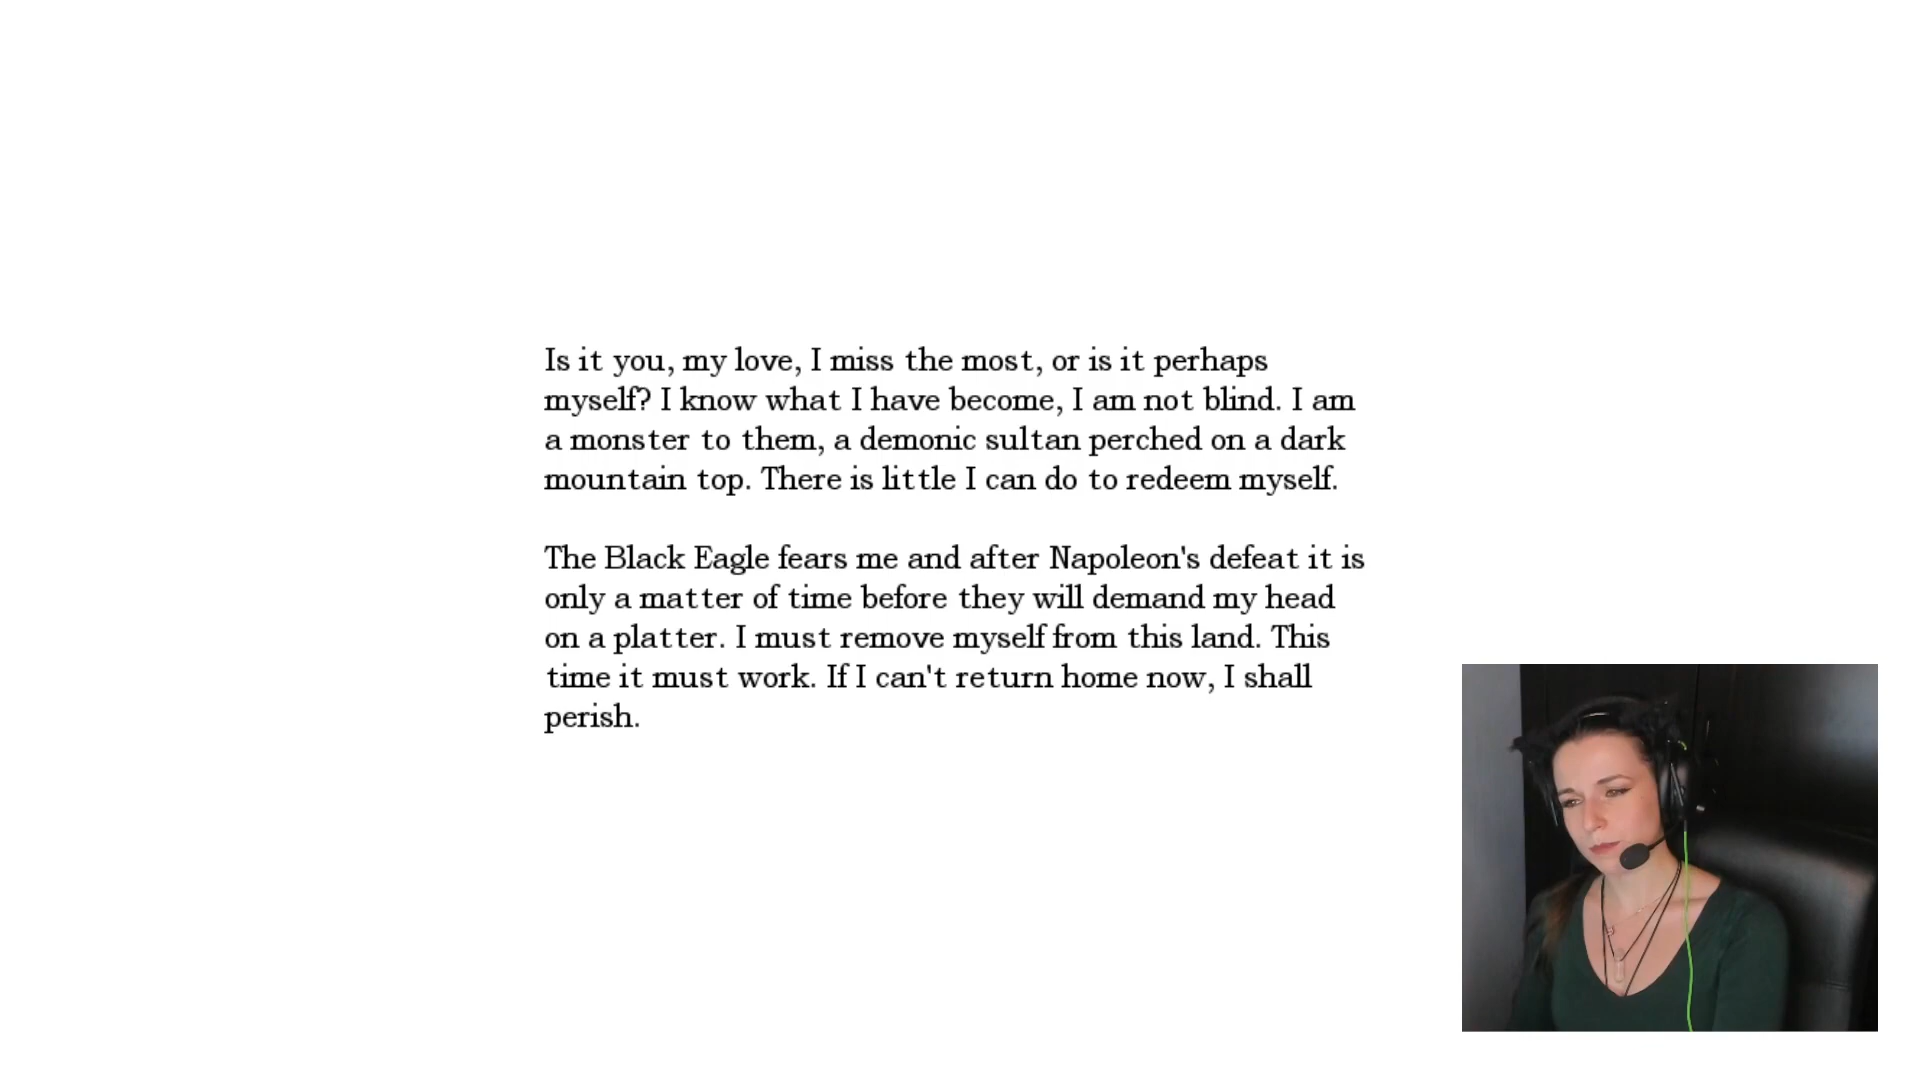 Is it you, my love, I miss the most, or is it perhaps
myself? I know what I have become, I am not blind. I am
a monster to them, a demonic sultan perched on a dark
mountain top. There is little I can do to redeem myself.
The Black Eagle fears me and after Napoleon's defeat it is
only a matter of time before they will demand my head
on a platter. I must remove myself from this land. This
time it must work. If I can't return home now, I shall
perish.